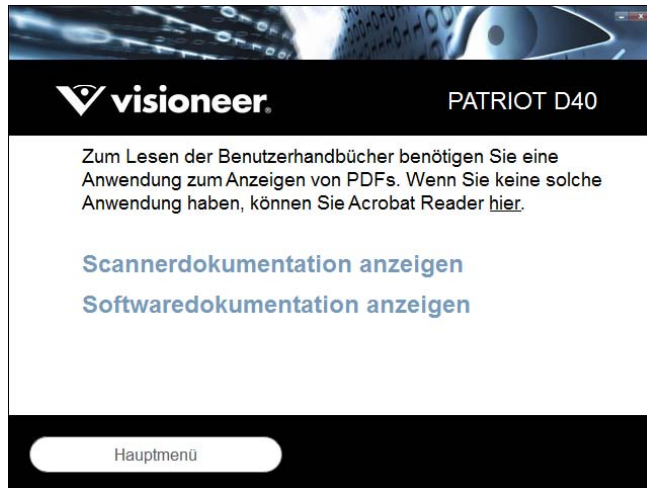 visioneer®
PATRIOT D40
Zum Lesen der Benutzerhandbücher benötigen Sie eine
Anwendung zum Anzeigen von PDFs. Wenn Sie keine solche
Anwendung haben, können Sie Acrobat Reader hier.
Scannerdokumentation anzeigen
Softwaredokumentation anzeigen
Hauptmenü